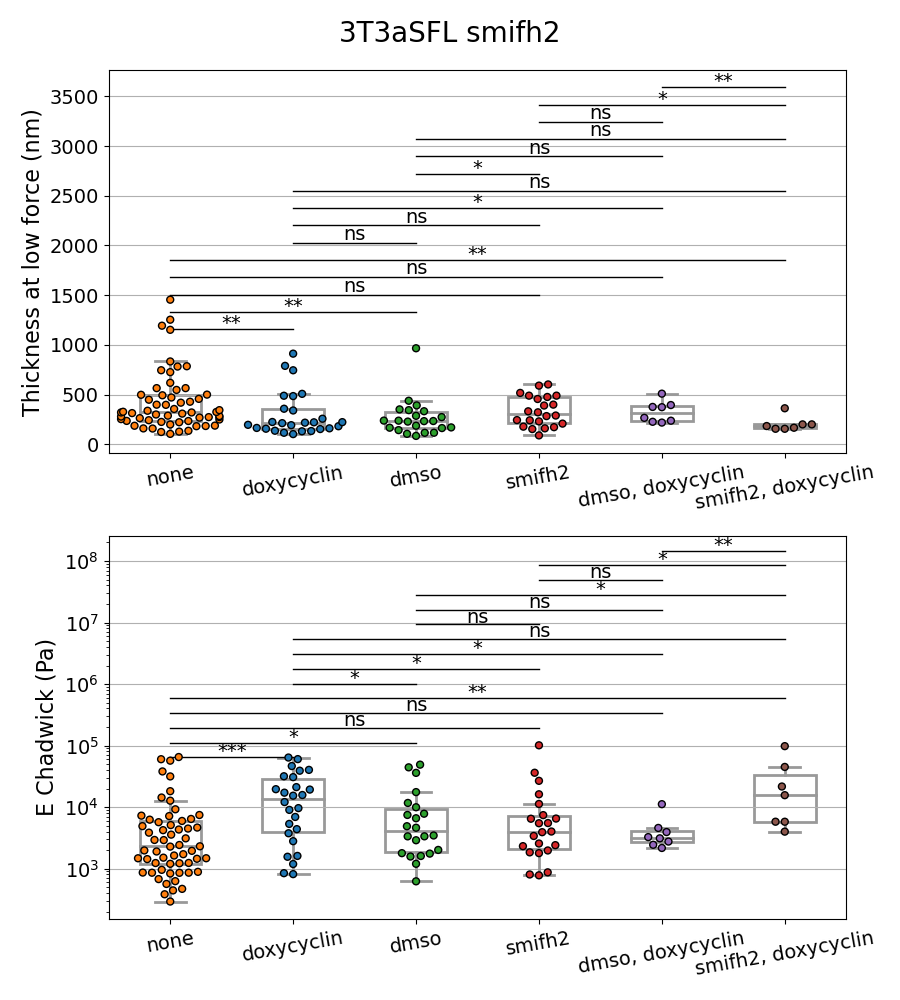 3T3aSFL smifh2
Thickness at low force (nm)
3500
3000
2500
2000
1500
1000
500
0
**
*
ns
ns
ns
*
ns
*
ns
ns
**
ns
ns
**
**
none
doxycyclin
dmso
smifh2
dmso, doxycyclin
smifh2, doxycyclin
E Chadwick (Pa)
10⁸
10⁷
10⁶
10⁵
10⁴
10³
**
*
ns
*
ns
ns
ns
*
*
*
**
ns
ns
*
***
none
doxycyclin
dmso
smifh2
dmso, doxycyclin
smifh2, doxycyclin